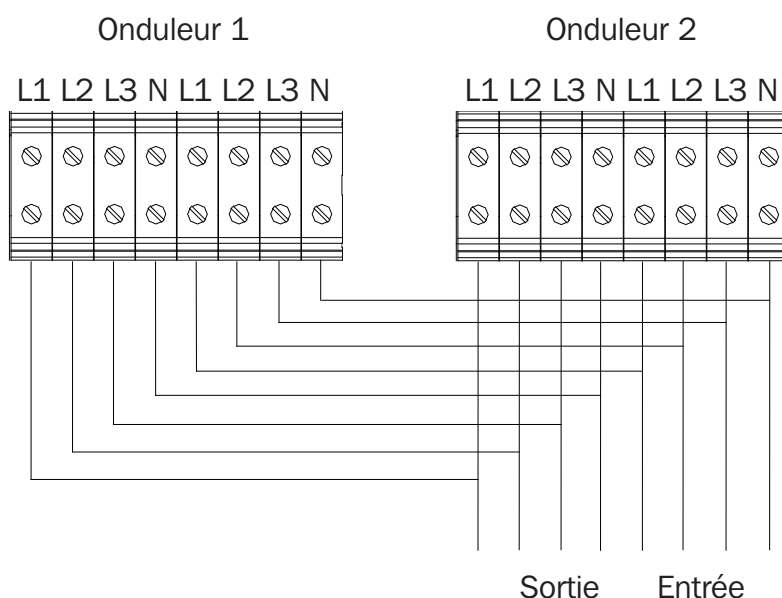 Onduleur 1 Onduleur 2
L1 L2 L3 N L1 L2 L3 N L1 L2 L3 N L1 L2 L3 N
Sortie Entrée